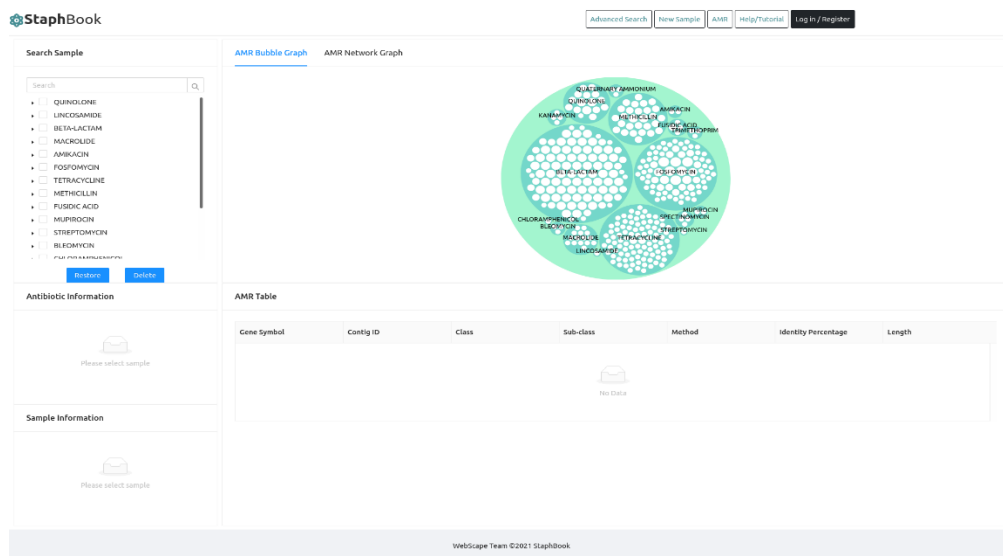 StaphBook
Advanced Search
New Sample
AMR
Help/Tutorial
Log in / Register
Search Sample
Search
QUINOLONE
LINCOSAMIDE
BETA-LACTAM
MACROLIDE
AMIKACIN
FOSFOMYCIN
TETRACYCLINE
METHICILLIN
FUSIDIC ACID
MUPIROCIN
STREPTOMYCIN
BLEOMYCIN
CHLORAMPHENICOL
Restore
Delete
AMR Bubble Graph
AMR Network Graph
QUATERNARY AMMONIUM
QUINOLONE
KANAMYCIN
METHICILLIN
AMIKACIN
FUSIDIC ACID
TRIMETHOPRIM
BETA-LACTAM
FOSFOMYCIN
CHLORAMPHENICOL
BLEOMYCIN
MUPIROCIN
SPECTINOMYCIN
STREPTOMYCIN
MACROLIDE
TETRACYCLINE
LINCOSAMIDE
Antibiotic Information
Please select sample
AMR Table
Gene Symbol Contig ID Class Sub-class Method Identity Percentage Length
No Data
Sample Information
Please select sample
WebScape Team ©2021 StaphBook